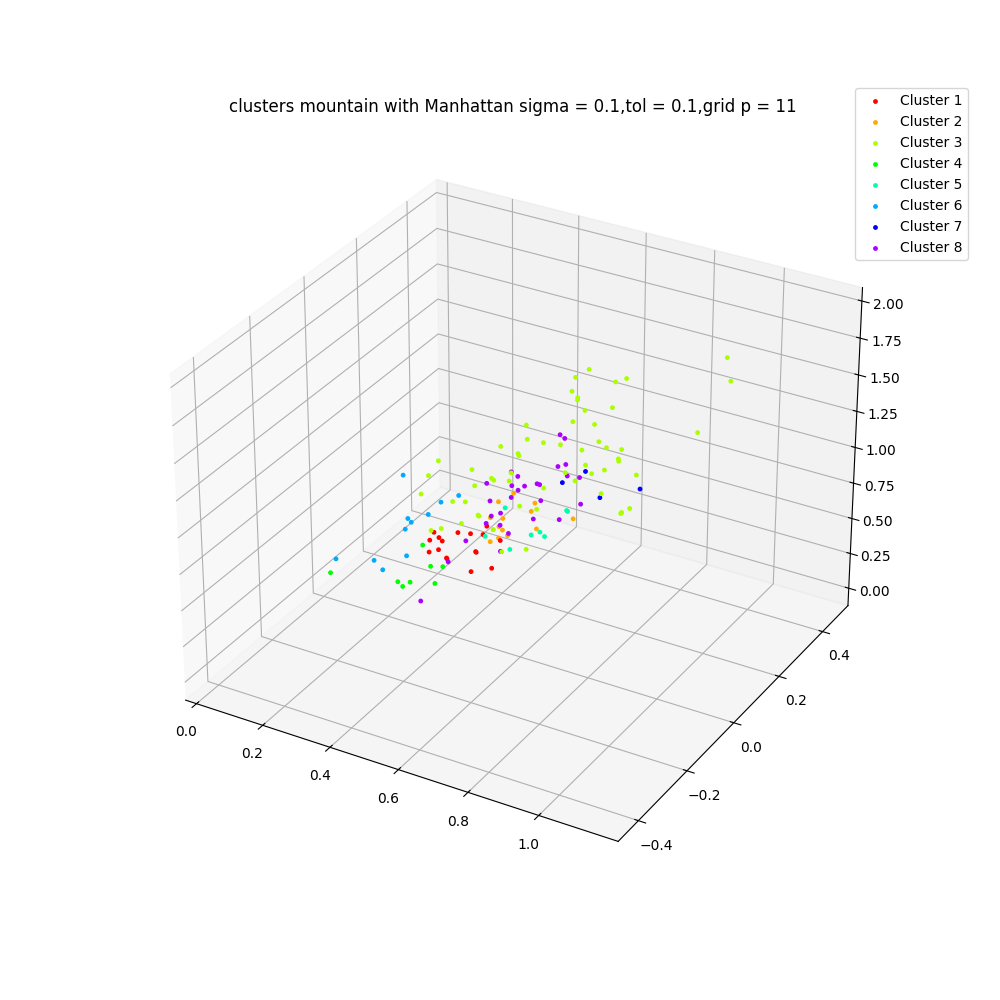 clusters mountain with Manhattan sigma = 0.1,tol = 0.1,grid p = 11
Cluster 1
Cluster 2
Cluster 3
Cluster 4
Cluster 5
Cluster 6
Cluster 7
Cluster 8
2.00
1.75
1.50
1.25
1.00
0.75
0.50
0.25
0.00
0.4
0.2
0.0
−0.2
−0.4
0.0
0.2
0.4
0.6
0.8
1.0